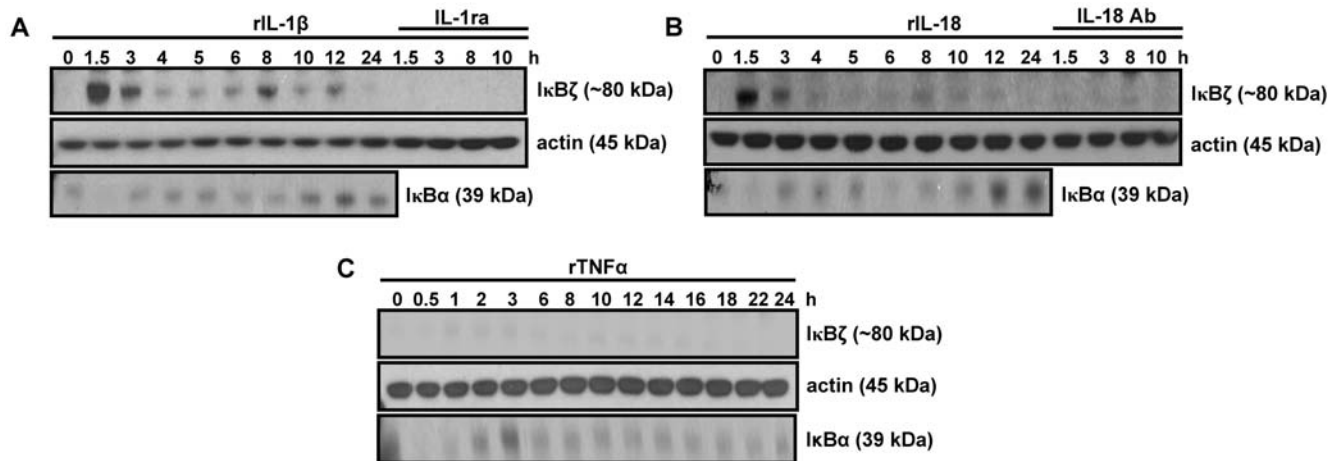 A
rIL-1β IL-1ra
0 1.5 3 4 5 6 8 10 12 24 1.5 3 8 10 h
IκBζ (~80 kDa)
actin (45 kDa)
IκBα (39 kDa)
B
rIL-18 IL-18 Ab
0 1.5 3 4 5 6 8 10 12 24 1.5 3 8 10 h
IκBζ (~80 kDa)
actin (45 kDa)
IκBα (39 kDa)
C
rTNFα
0 0.5 1 2 3 6 8 10 12 14 16 18 22 24 h
IκBζ (~80 kDa)
actin (45 kDa)
IκBα (39 kDa)